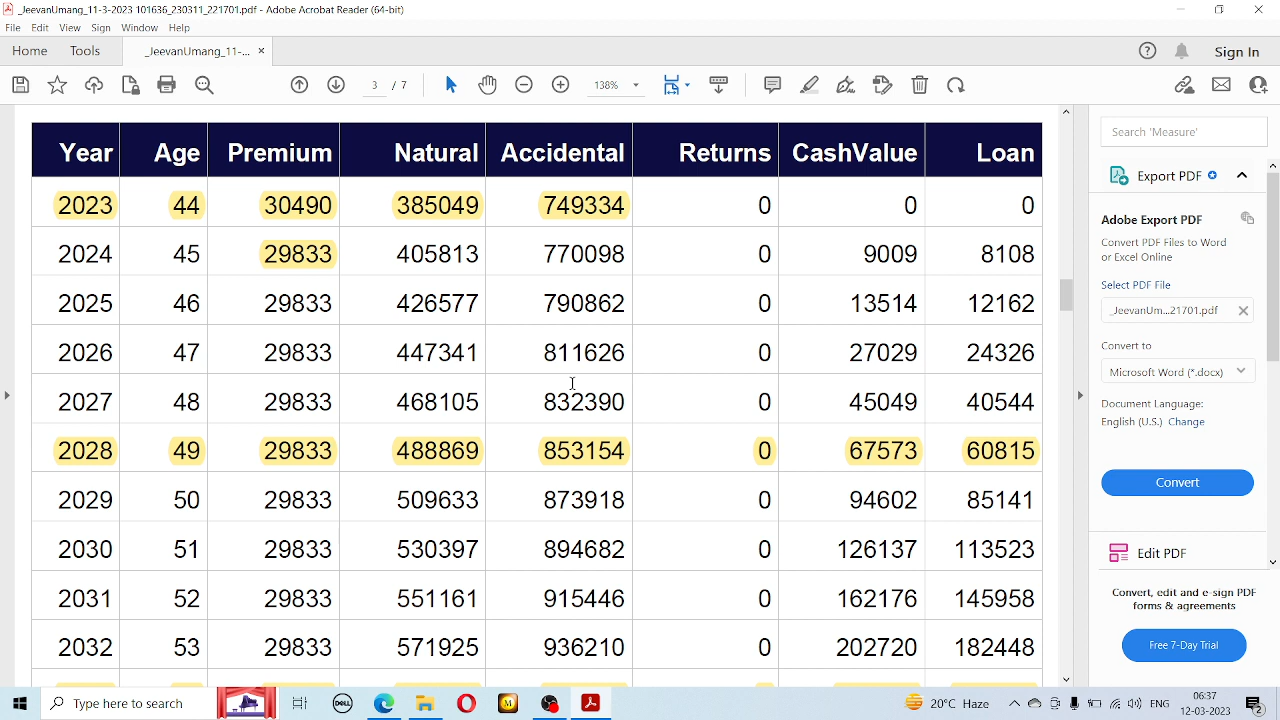 _JeevanUmang_11-3-2023 101636_230311_221701.pdf - Adobe Acrobat Reader (64-bit)
File Edit View Sign Window Help
Home Tools _JeevanUmang_11-... × Sign In
3 / 7 138%
Year Age Premium Natural Accidental Returns CashValue Loan
2023 44 30490 385049 749334 0 0 0
2024 45 29833 405813 770098 0 9009 8108
2025 46 29833 426577 790862 0 13514 12162
2026 47 29833 447341 811626 0 27029 24326
2027 48 29833 468105 832390 0 45049 40544
2028 49 29833 488869 853154 0 67573 60815
2029 50 29833 509633 873918 0 94602 85141
2030 51 29833 530397 894682 0 126137 113523
2031 52 29833 551161 915446 0 162176 145958
2032 53 29833 571925 936210 0 202720 182448
Search 'Measure'
Export PDF
Adobe Export PDF
Convert PDF Files to Word
or Excel Online
Select PDF File
_JeevanUm...21701.pdf
Convert to
Microsoft Word (*.docx)
Document Language:
English (U.S.) Change
Convert
Edit PDF
Convert, edit and e-sign PDF
forms & agreements
Free 7-Day Trial
Type here to search
DELL
M
20°C Haze
ENG
06:37
12-03-2023
2